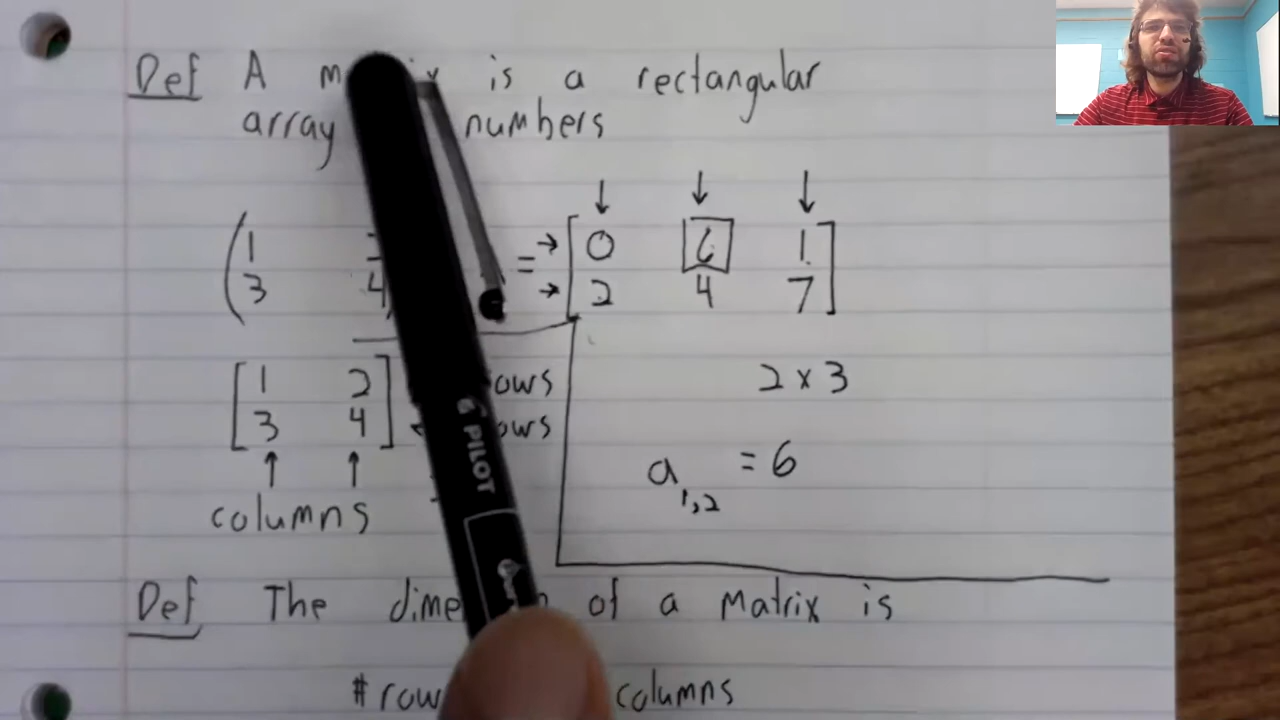 Def A is a rectangular
array numbers
( 1
3 4
= → [ 0 6 1
→ 2 4 7 ]
[ 1 2
3 4 ]
2 × 3
a 1,2 = 6
columns
Def The of a matrix is
# columns
PILOT